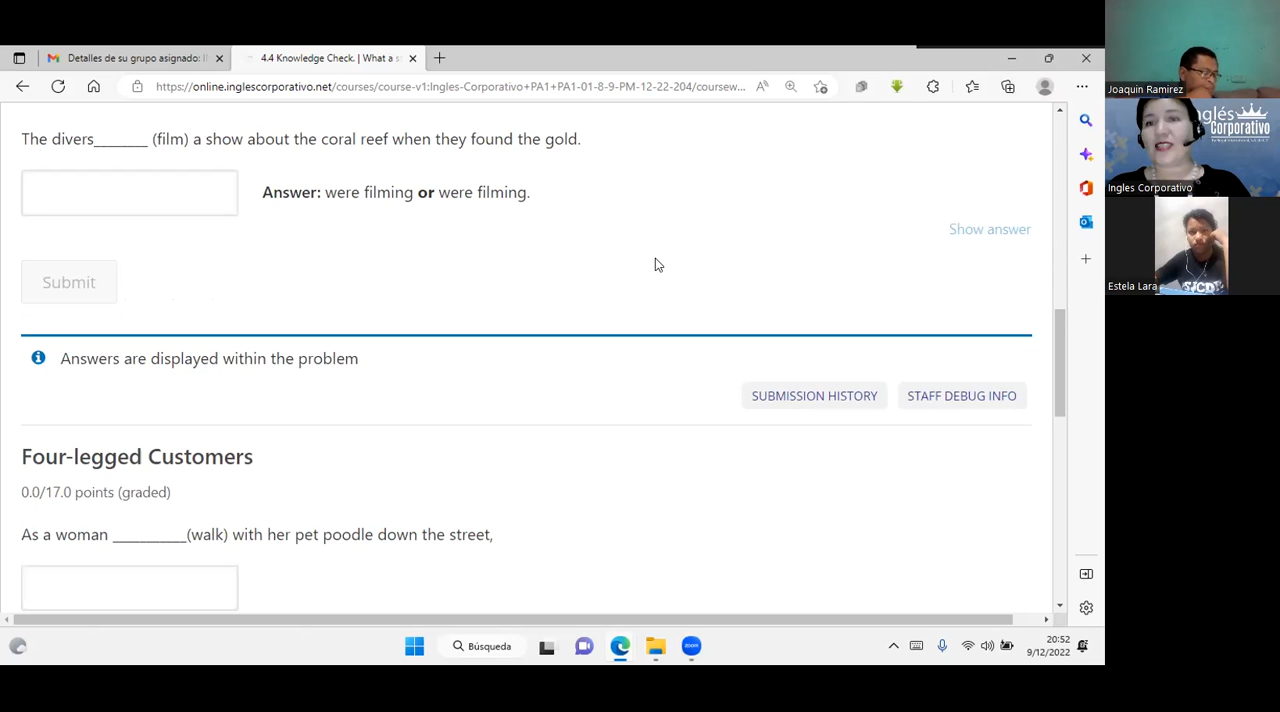 Detalles de su grupo asignado: I
4.4 Knowledge Check. | What a s
https://online.inglescorporativo.net/courses/course-v1:Ingles-Corporativo+PA1+PA1-01-8-9-PM-12-22-204/coursew...
The divers________ (film) a show about the coral reef when they found the gold.
Answer: were filming or were filming.
Show answer
Submit
Answers are displayed within the problem
SUBMISSION HISTORY
STAFF DEBUG INFO
Four-legged Customers
0.0/17.0 points (graded)
As a woman __________(walk) with her pet poodle down the street,
Búsqueda
zoom
20:52
9/12/2022
Joaquin Ramirez
nglés
Corporativo
Ingles Corporativo
Estela Lara